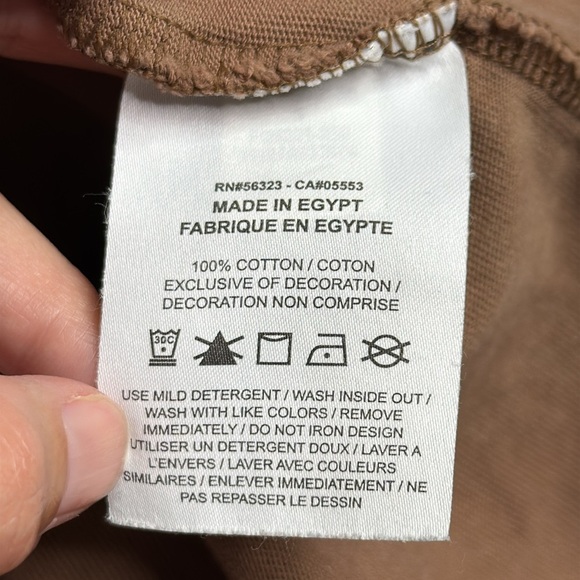 RN#56323 - CA#05553
MADE IN EGYPT
FABRIQUE EN EGYPTE
100% COTTON / COTON
EXCLUSIVE OF DECORATION /
DECORATION NON COMPRISE
30C
USE MILD DETERGENT / WASH INSIDE OUT /
WASH WITH LIKE COLORS / REMOVE
IMMEDIATELY / DO NOT IRON DESIGN
UTILISER UN DETERGENT DOUX / LAVER A
L'ENVERS / LAVER AVEC COULEURS
SIMILAIRES / ENLEVER IMMEDIATEMENT / NE
PAS REPASSER LE DESSIN